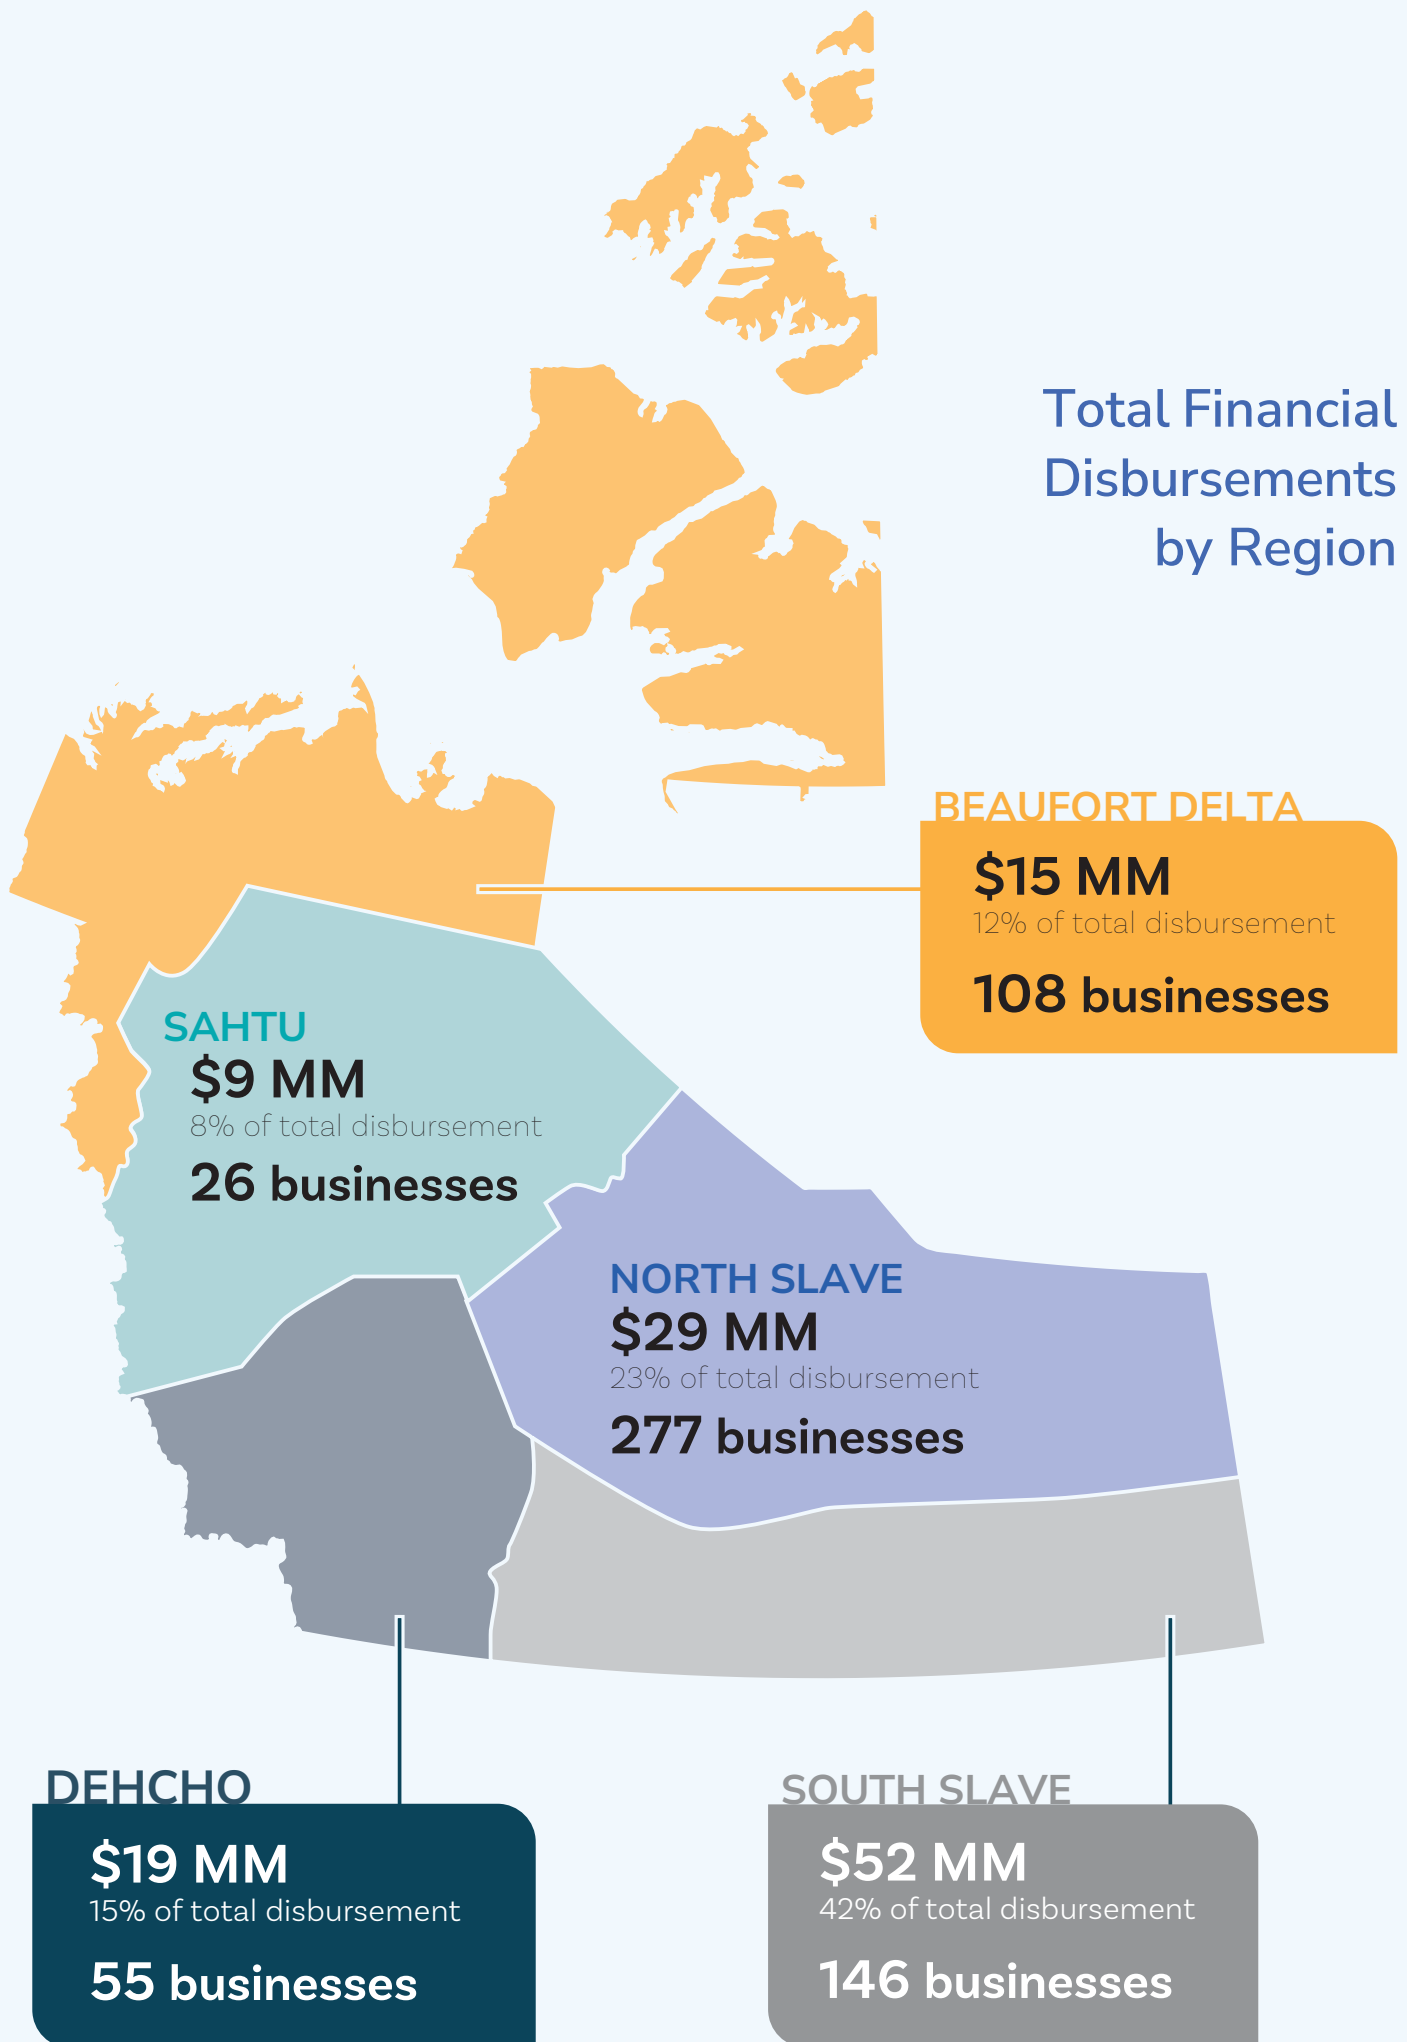 Total Financial
Disbursements
by Region
BEAUFORT DELTA
$15 MM
12% of total disbursement
108 businesses
SAHTU
$9 MM
8% of total disbursement
26 businesses
NORTH SLAVE
$29 MM
23% of total disbursement
277 businesses
DEHCHO
$19 MM
15% of total disbursement
55 businesses
SOUTH SLAVE
$52 MM
42% of total disbursement
146 businesses